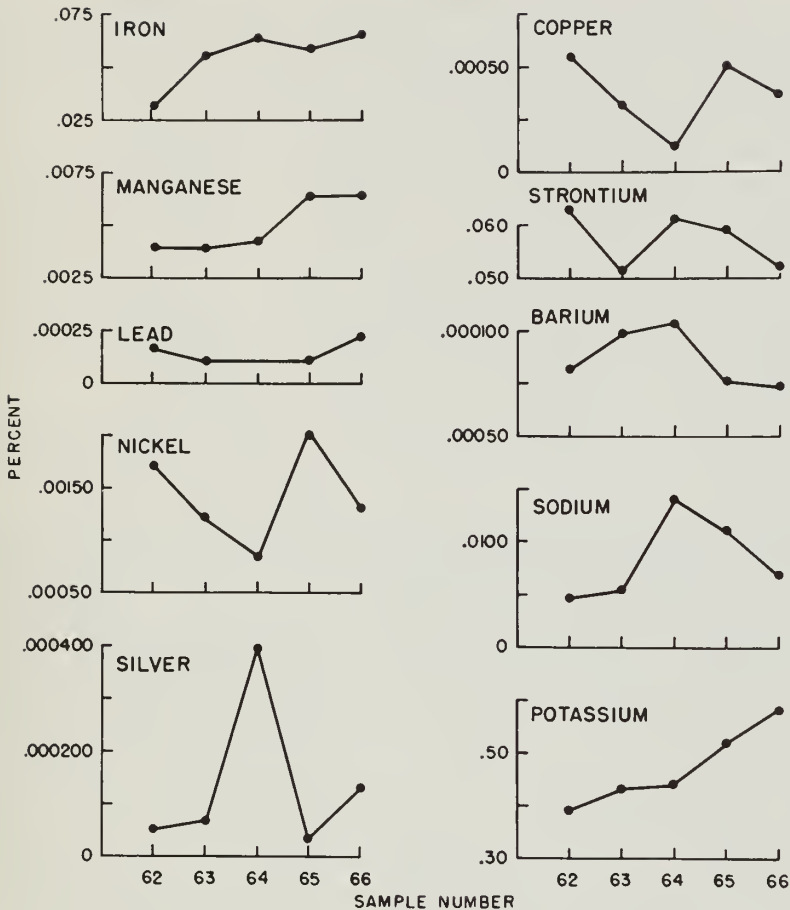 IRON
.075
.025
MANGANESE
.0075
.0025
LEAD
.00025
0
NICKEL
.00150
.00050
SILVER
.000400
.000200
0
62 63 64 65 66
COPPER
.00050
0
STRONTIUM
.060
.050
BARIUM
.000100
.00050
SODIUM
.0100
0
POTASSIUM
.50
.30
62 63 64 65 66
PERCENT
SAMPLE NUMBER